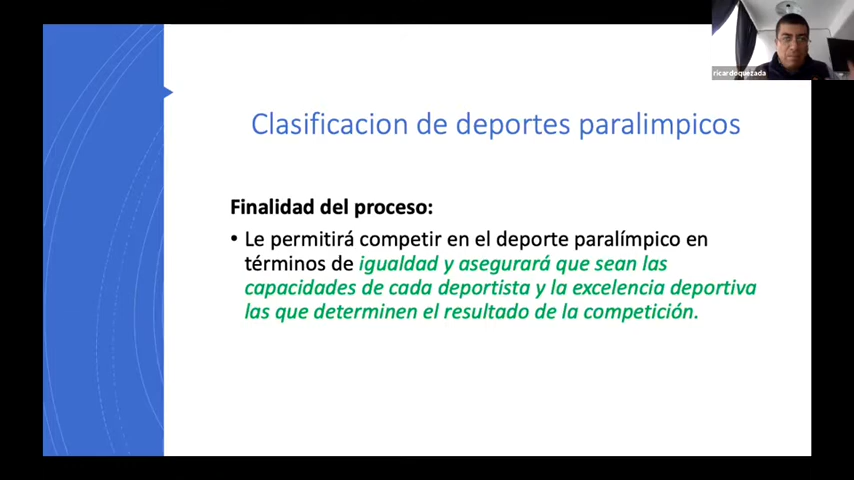 ricardoquezada
Clasificacion de deportes paralimpicos
Finalidad del proceso:
• Le permitirá competir en el deporte paralímpico en
términos de igualdad y asegurará que sean las
capacidades de cada deportista y la excelencia deportiva
las que determinen el resultado de la competición.